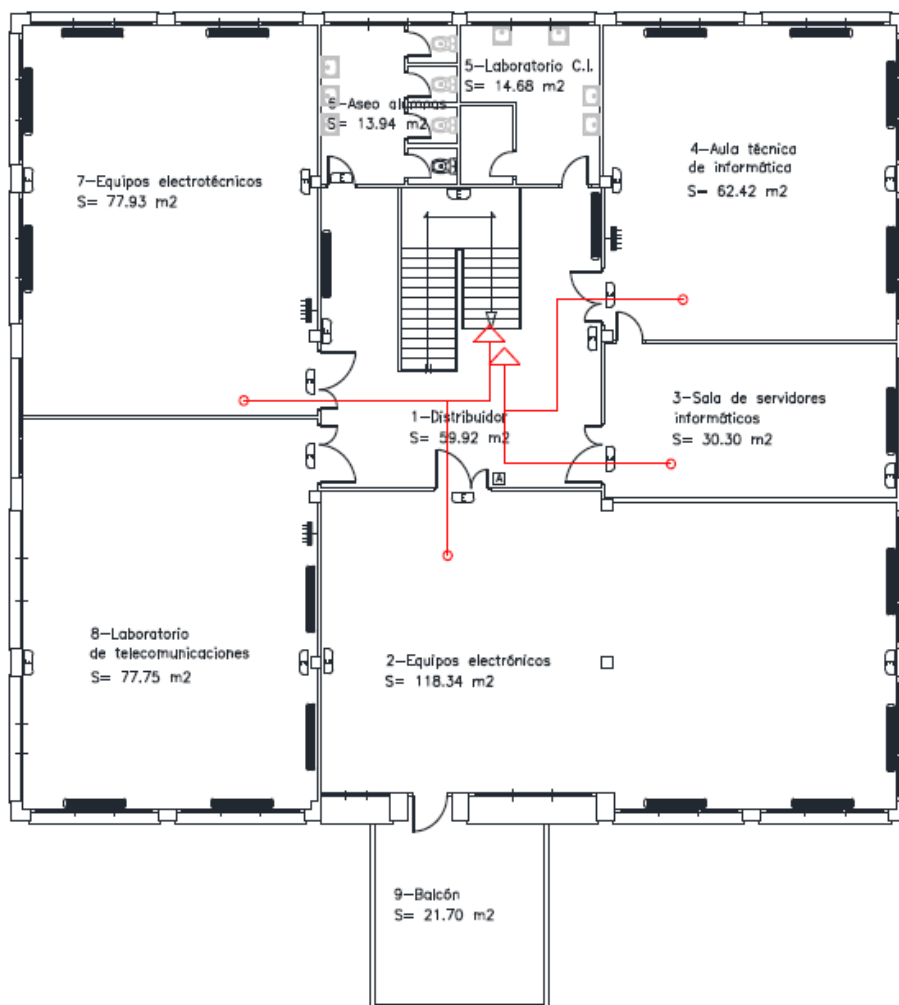 5-Laboratorio C.I.
S= 14.68 m2
6-Aseo alumnas
S= 13.94 m2
4-Aula técnica
de informática
S= 62.42 m2
7-Equipos electrotécnicos
S= 77.93 m2
3-Sala de servidores
informáticos
S= 30.30 m2
1-Distribuidor
S= 59.92 m2
A
8-Laboratorio
de telecomunicaciones
S= 77.75 m2
2-Equipos electrónicos
S= 118.34 m2
9-Balcón
S= 21.70 m2